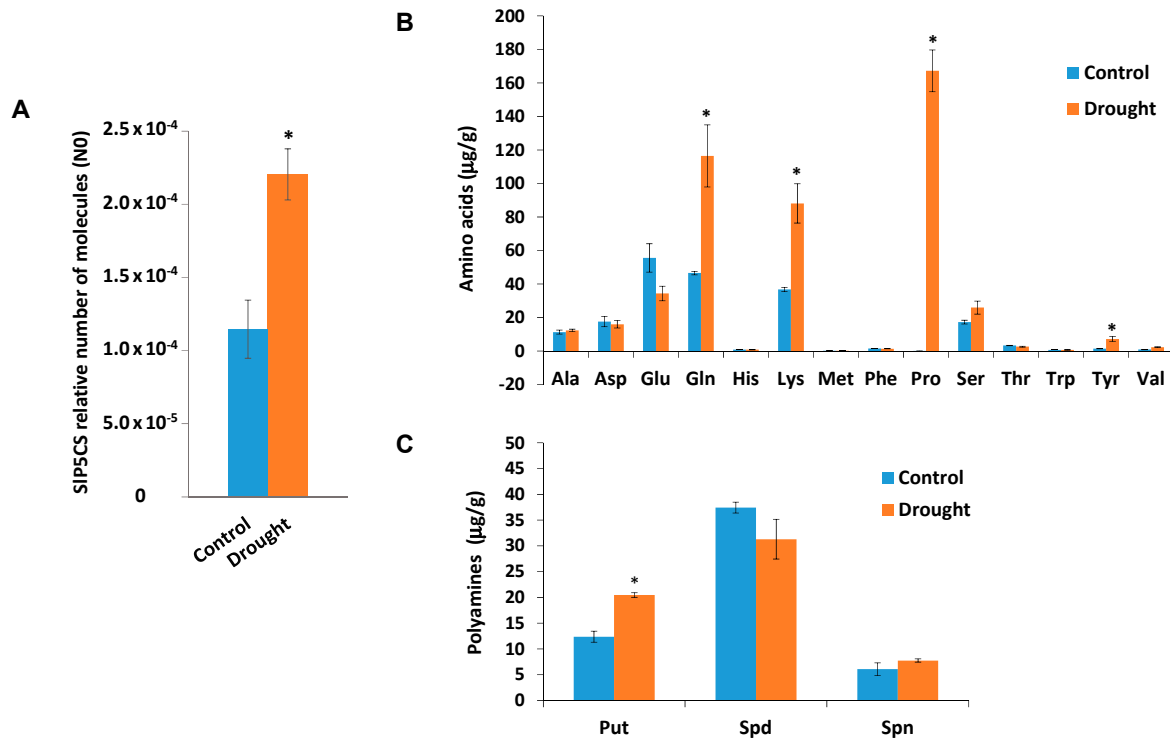 A
SIP5CS relative number of molecules (N0)
2.5 x 10-4
2.0 x 10-4
1.5 x 10-4
1.0 x 10-4
5.0 x 10-5
0
*
Control
Drought
B
Amino acids (µg/g)
200
180
160
140
120
100
80
60
40
20
0
-20
*
*
*
*
Control
Drought
Ala Asp Glu Gln His Lys Met Phe Pro Ser Thr Trp Tyr Val
C
Polyamines (µg/g)
50
45
40
35
30
25
20
15
10
5
0
*
Control
Drought
Put Spd Spn